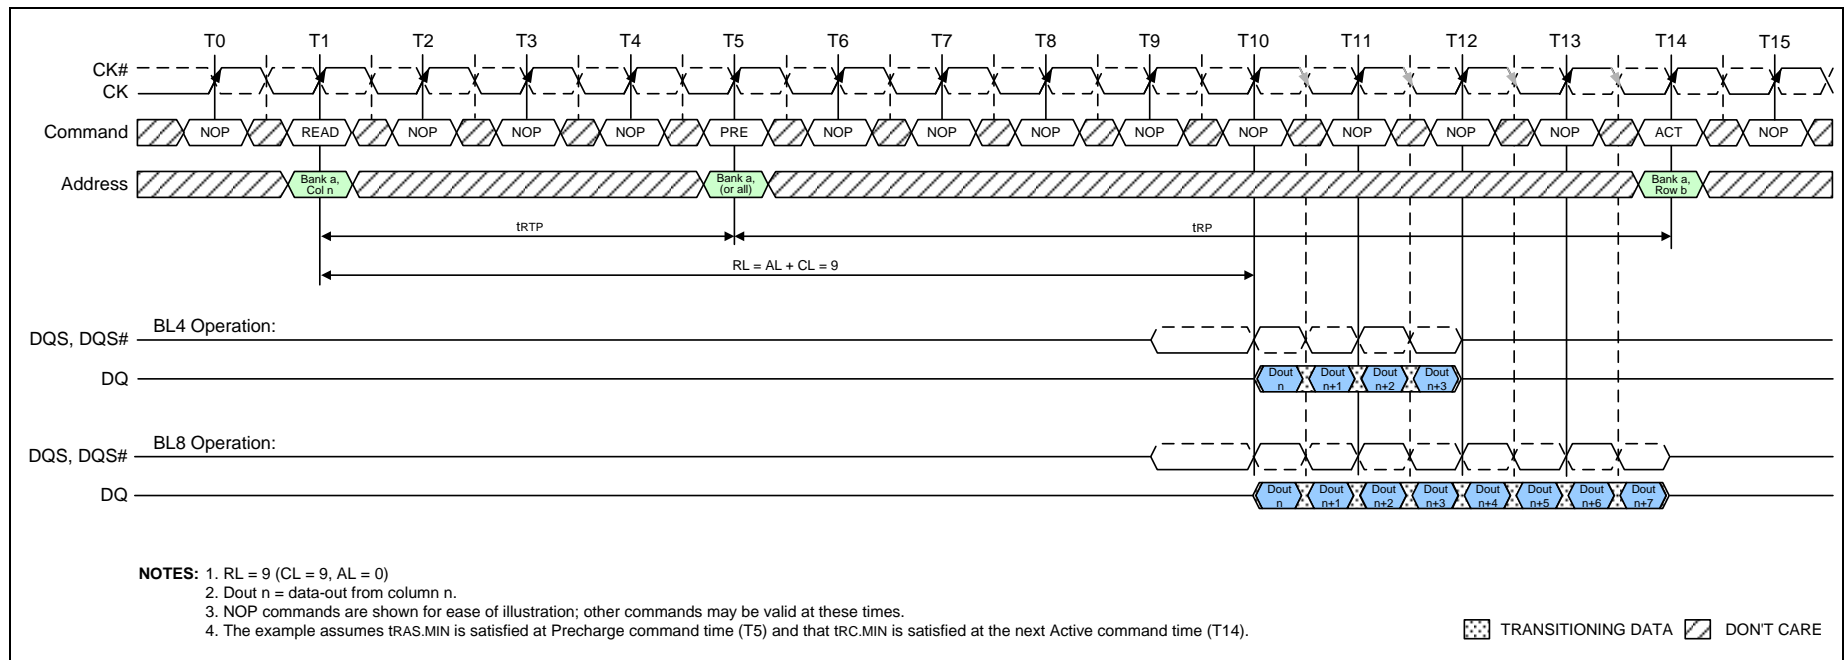 T0 T1 T2 T3 T4 T5 T6 T7 T8 T9 T10 T11 T12 T13 T14 T15
CK#
CK
Command NOP READ NOP NOP NOP PRE NOP NOP NOP NOP NOP NOP NOP NOP ACT NOP
Address Bank a, Col n Bank a, (or all) Bank a, Row b
tRTP tRP
RL = AL + CL = 9
BL4 Operation:
DQS, DQS#
DQ Dout n Dout n+1 Dout n+2 Dout n+3
BL8 Operation:
DQS, DQS#
DQ Dout n Dout n+1 Dout n+2 Dout n+3 Dout n+4 Dout n+5 Dout n+6 Dout n+7
NOTES: 1. RL = 9 (CL = 9, AL = 0)
2. Dout n = data-out from column n.
3. NOP commands are shown for ease of illustration; other commands may be valid at these times.
4. The example assumes tRAS.MIN is satisfied at Precharge command time (T5) and that tRC.MIN is satisfied at the next Active command time (T14).
TRANSITIONING DATA DON'T CARE